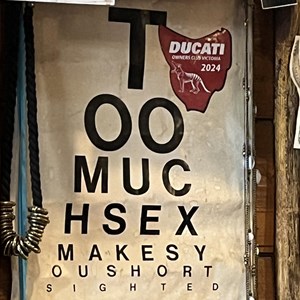 T
DUCATI
OWNERS CLUB VICTORIA
2024
OO
MUC
HSEX
MAKESY
OUSHORT
SIGHTED